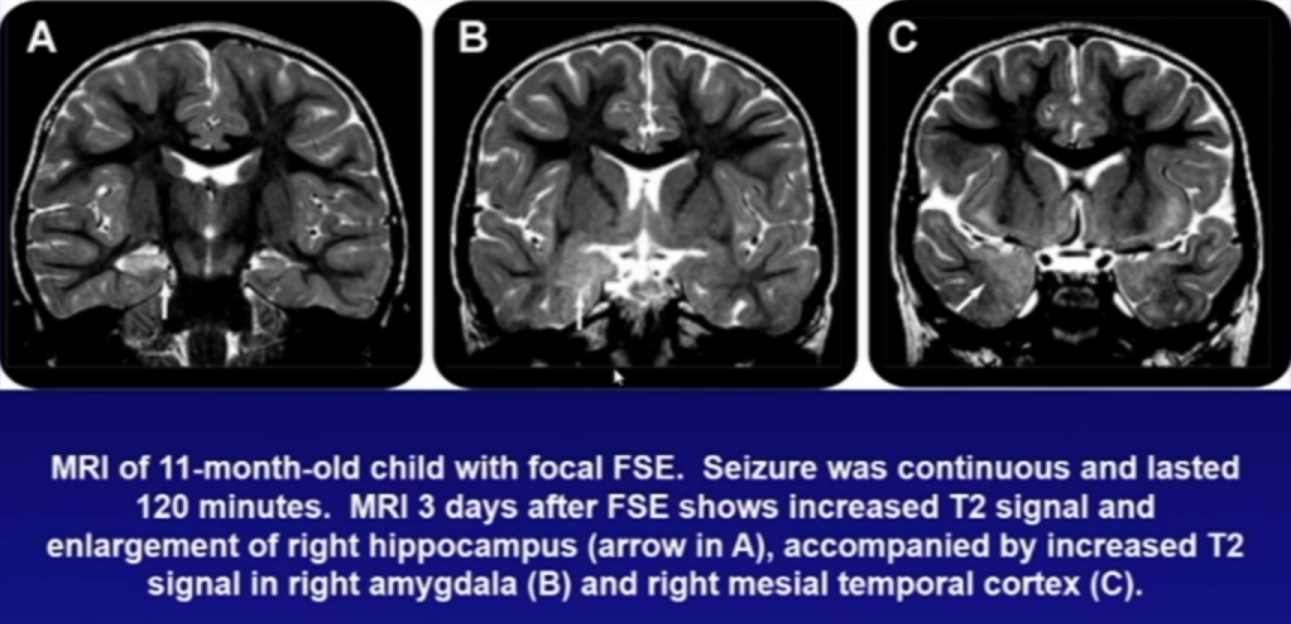 A
B
C
MRI of 11-month-old child with focal FSE. Seizure was continuous and lasted
120 minutes. MRI 3 days after FSE shows increased T2 signal and
enlargement of right hippocampus (arrow in A), accompanied by increased T2
signal in right amygdala (B) and right mesial temporal cortex (C).